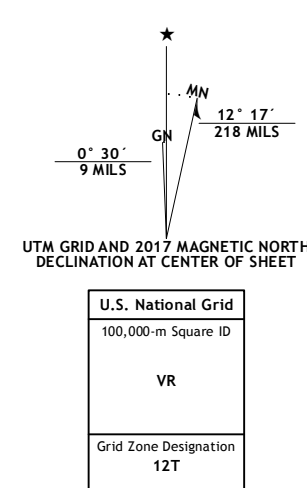 ★
MN
12° 17´
218 MILS
GN
0° 30´
9 MILS
UTM GRID AND 2017 MAGNETIC NORTH
DECLINATION AT CENTER OF SHEET
U.S. National Grid
100,000-m Square ID
VR
Grid Zone Designation
12T